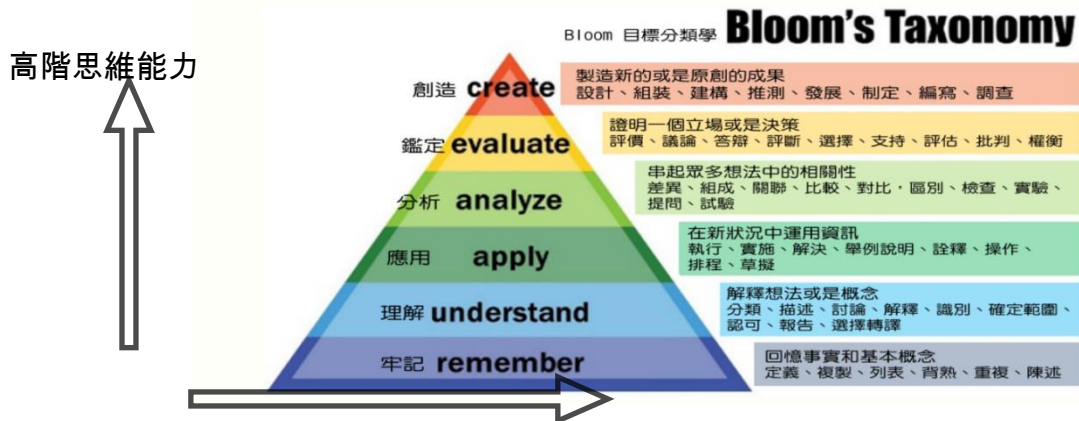 Bloom 目標分類學 Bloom's Taxonomy
高階思維能力
創造 create
製造新的或是原創的成果
設計、組裝、建構、推測、發展、制定、編寫、調查
鑑定 evaluate
證明一個立場或是決策
評價、議論、答辯、評斷、選擇、支持、評估、批判、權衡
分析 analyze
串起眾多想法中的相關性
差異、組成、關聯、比較、對比，區別、檢查、實驗、
提問、試驗
應用 apply
在新狀況中運用資訊
執行、實施、解決、舉例說明、詮釋、操作、
排程、草擬
理解 understand
解釋想法或是概念
分類、描述、討論、解釋、識別、確定範圍、
認可、報告、選擇轉譯
牢記 remember
回憶事實和基本概念
定義、複製、列表、背熟、重複、陳述